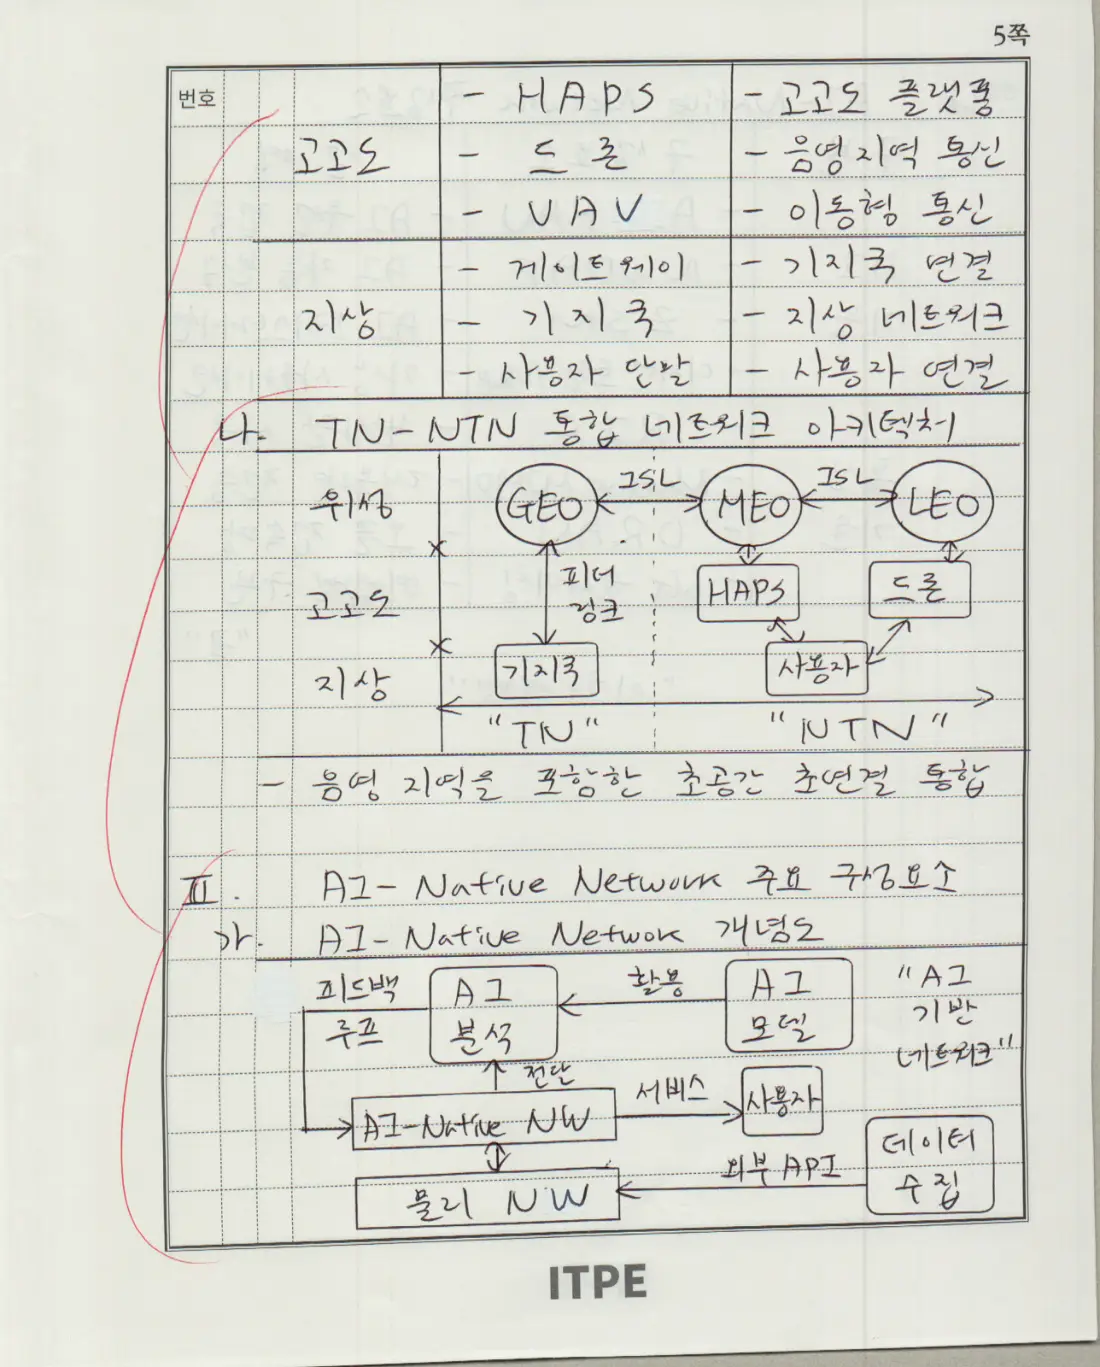 5쪽
번호 - HAPS - 고고도 플랫폼
고고도 - 드론 - 음영지역 통신
- UAV - 이동형 통신
- 게이트웨이 - 기지국 연결
지상 - 기지국 - 지상 네트워크
- 사용자 단말 - 사용자 연결
나. TN-NTN 통합 네트워크 아키텍처
위성 GEO ISL MEO ISL LEO
고고도 피더 링크 HAPS 드론
지상 기지국 사용자
"TN" "NTN"
- 음영 지역을 포함한 초공간 초연결 통합
Ⅲ. AI-Native Network 주요 구성요소
가. AI-Native Network 개념도
피드백 루프 AI 분석 활용 AI 모델 "AI 기반 네트워크"
전달
AI-Native NW 서비스 사용자
물리 NW 외부 API 데이터 수집
ITPE